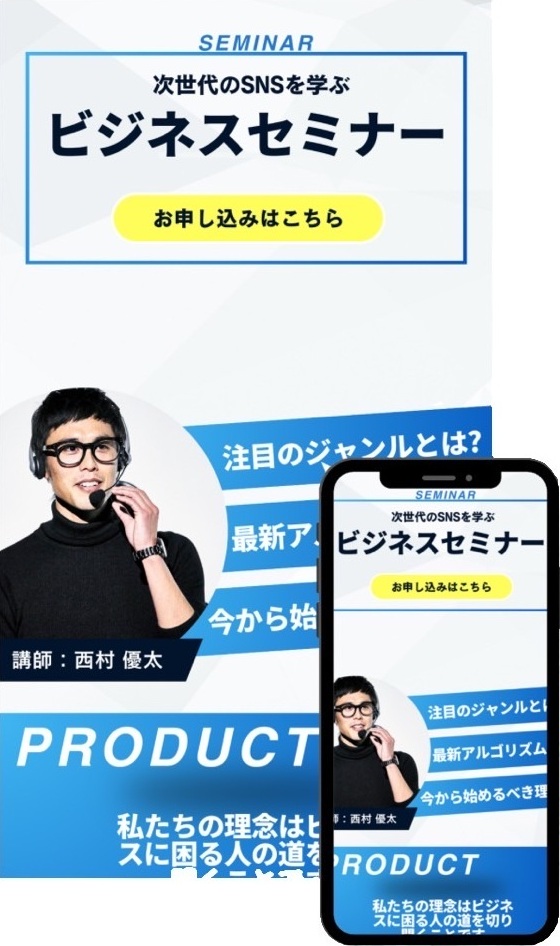 SEMINAR
次世代のSNSを学ぶ
ビジネスセミナー
お申し込みはこちら
注目のジャンルとは?
最新ア
今から始
講師：西村 優太
PRODUCT
私たちの理念はビ
スに困る人の道を
SEMINAR
次世代のSNSを学ぶ
ビジネスセミナー
お申し込みはこちら
注目のジャンルとは
最新アルゴリズム
今から始めるべき理
師：西村 優太
PRODUCT
私たちの理念はビジネ
スに困る人の道を切り
開くことです